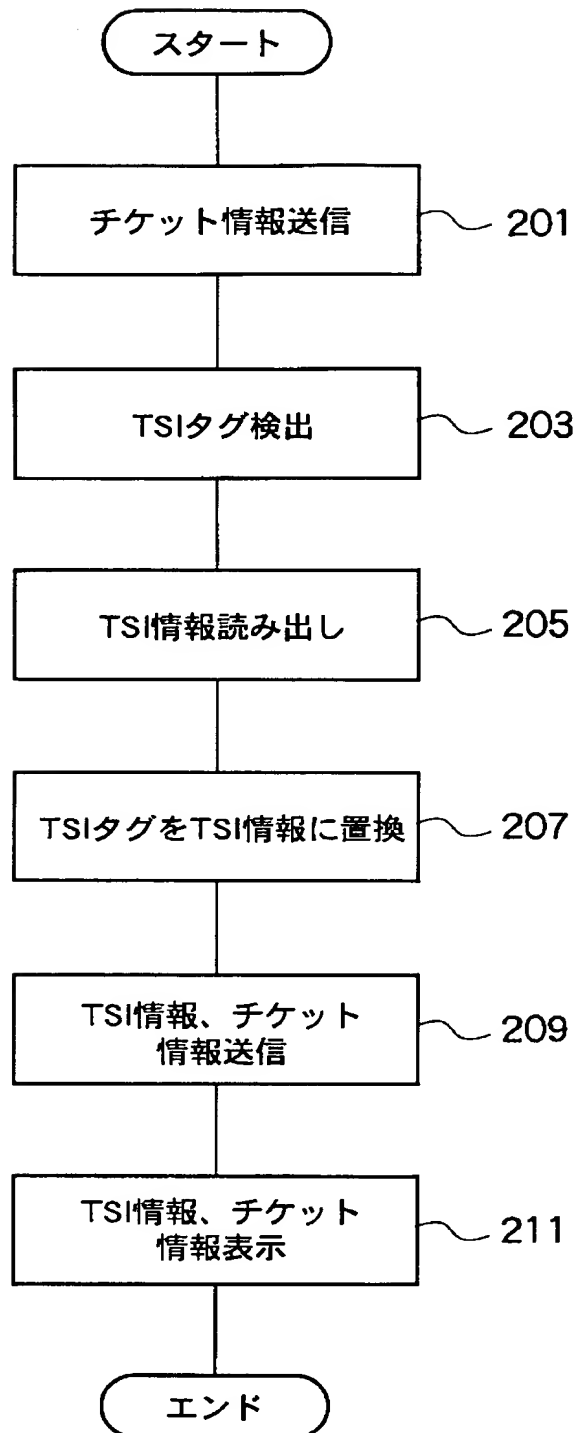 スタート
チケット情報送信
201
TSIタグ検出
203
TSI情報読み出し
205
TSIタグをTSI情報に置換
207
TSI情報、チケット
情報送信
209
TSI情報、チケット
情報表示
211
エンド